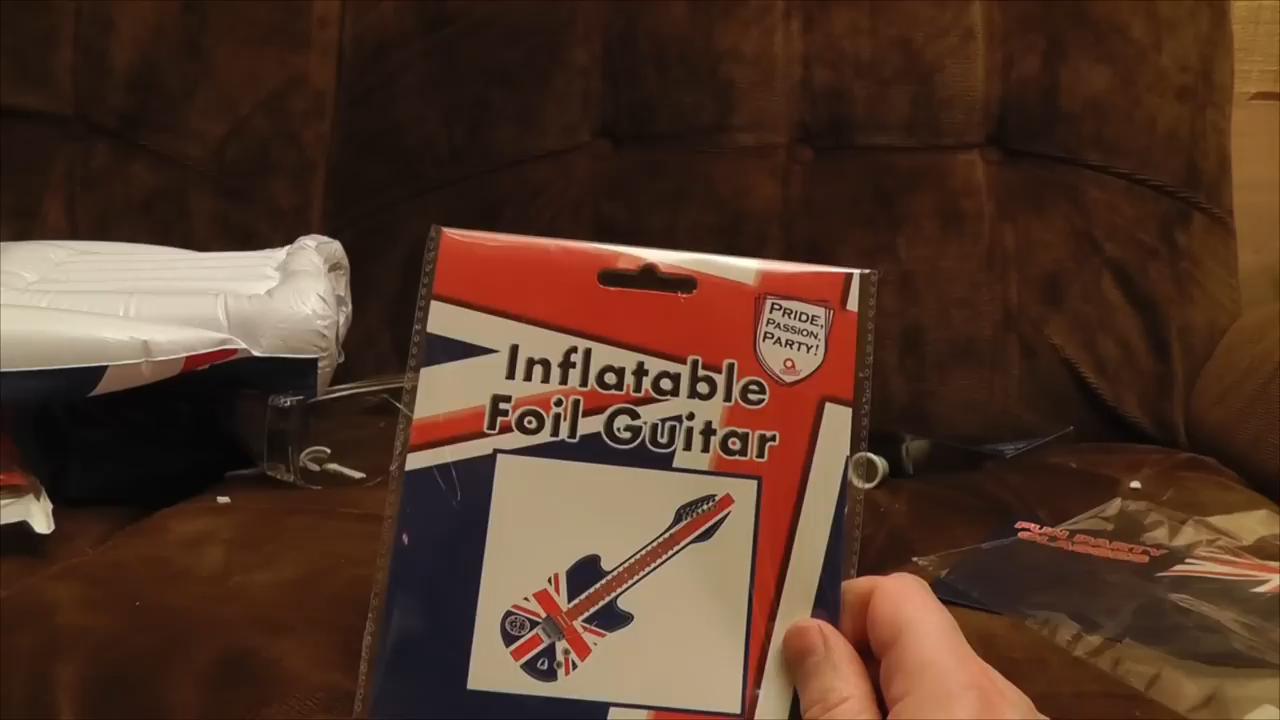 PRIDE,
PASSION,
PARTY!
Inflatable
Foil Guitar
FUN PARTY
GLASSES